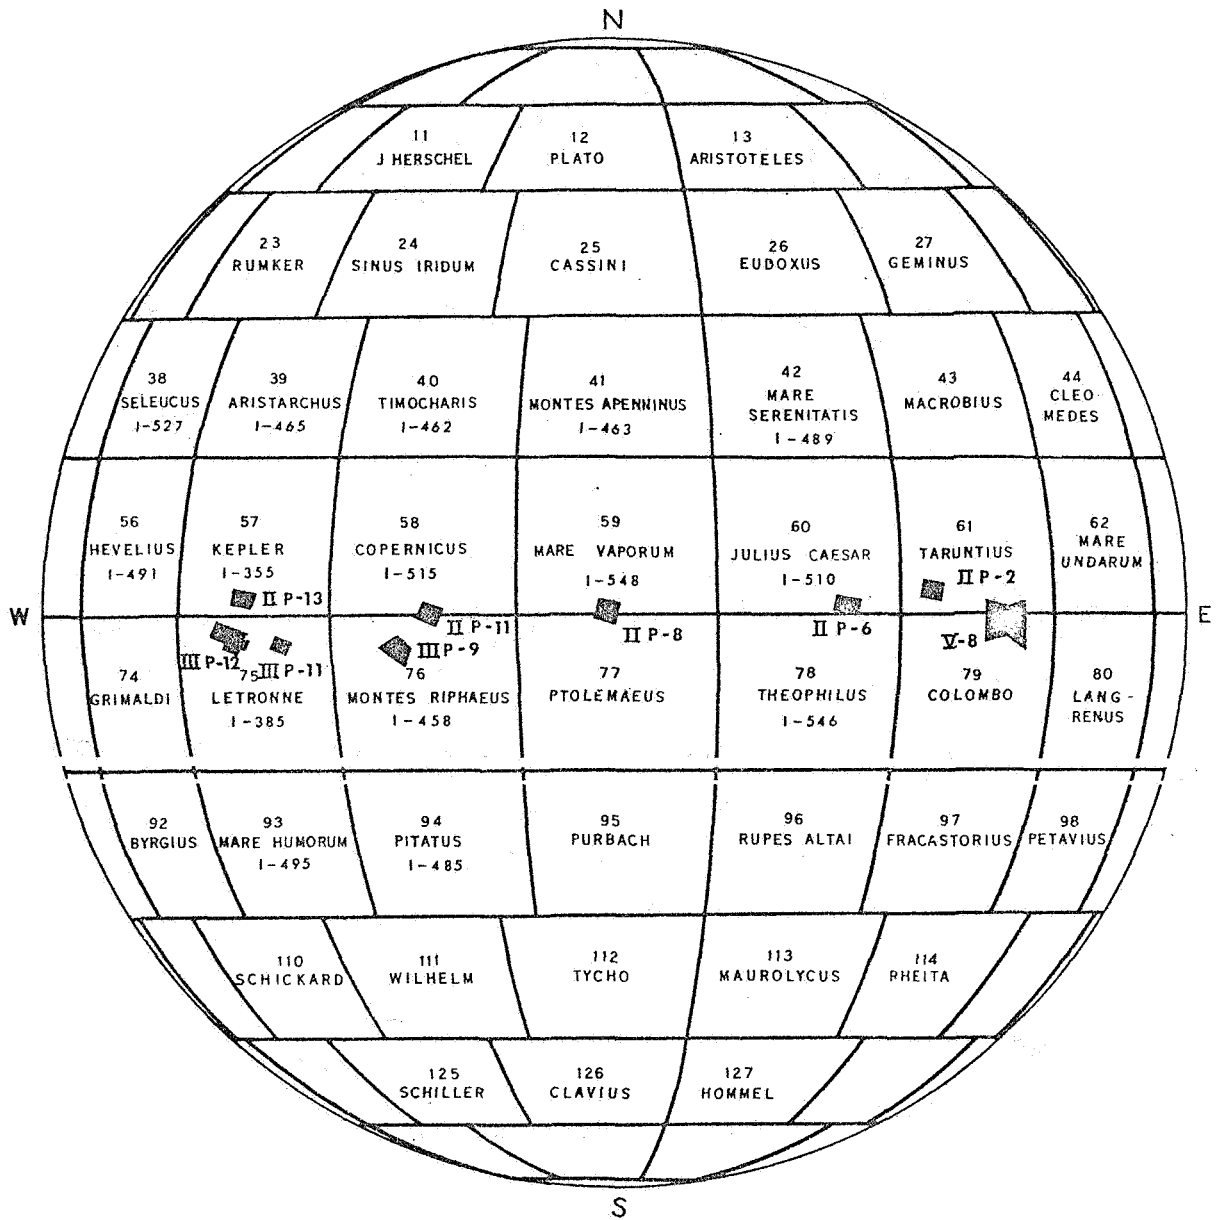 N
11
J HERSCHEL
12
PLATO
13
ARISTOTELES
23
RUMKER
24
SINUS IRIDUM
25
CASSINI
26
EUDOXUS
27
GEMINUS
38
SELEUCUS
I-527
39
ARISTARCHUS
I-465
40
TIMOCHARIS
I-462
41
MONTES APENNINUS
I-463
42
MARE
SERENITATIS
I-489
43
MACROBIUS
44
CLEO
MEDES
56
HEVELIUS
I-491
57
KEPLER
I-355
58
COPERNICUS
I-515
59
MARE VAPORUM
I-548
60
JULIUS CAESAR
I-510
61
TARUNTIUS
62
MARE
UNDARUM
II P-2
II P-13
W
E
II P-11
II P-8
II P-6
V-8
III P-12
III P-11
III P-9
74
GRIMALDI
75
LETRONNE
I-385
76
MONTES RIPHAEUS
I-458
77
PTOLEMAEUS
78
THEOPHILUS
I-546
79
COLOMBO
80
LANG-
RENUS
92
BYRGIUS
93
MARE HUMORUM
I-495
94
PITATUS
I-485
95
PURBACH
96
RUPES ALTAI
97
FRACASTORIUS
98
PETAVIUS
110
SCHICKARD
111
WILHELM
112
TYCHO
113
MAUROLYCUS
114
RHEITA
125
SCHILLER
126
CLAVIUS
127
HOMMEL
S